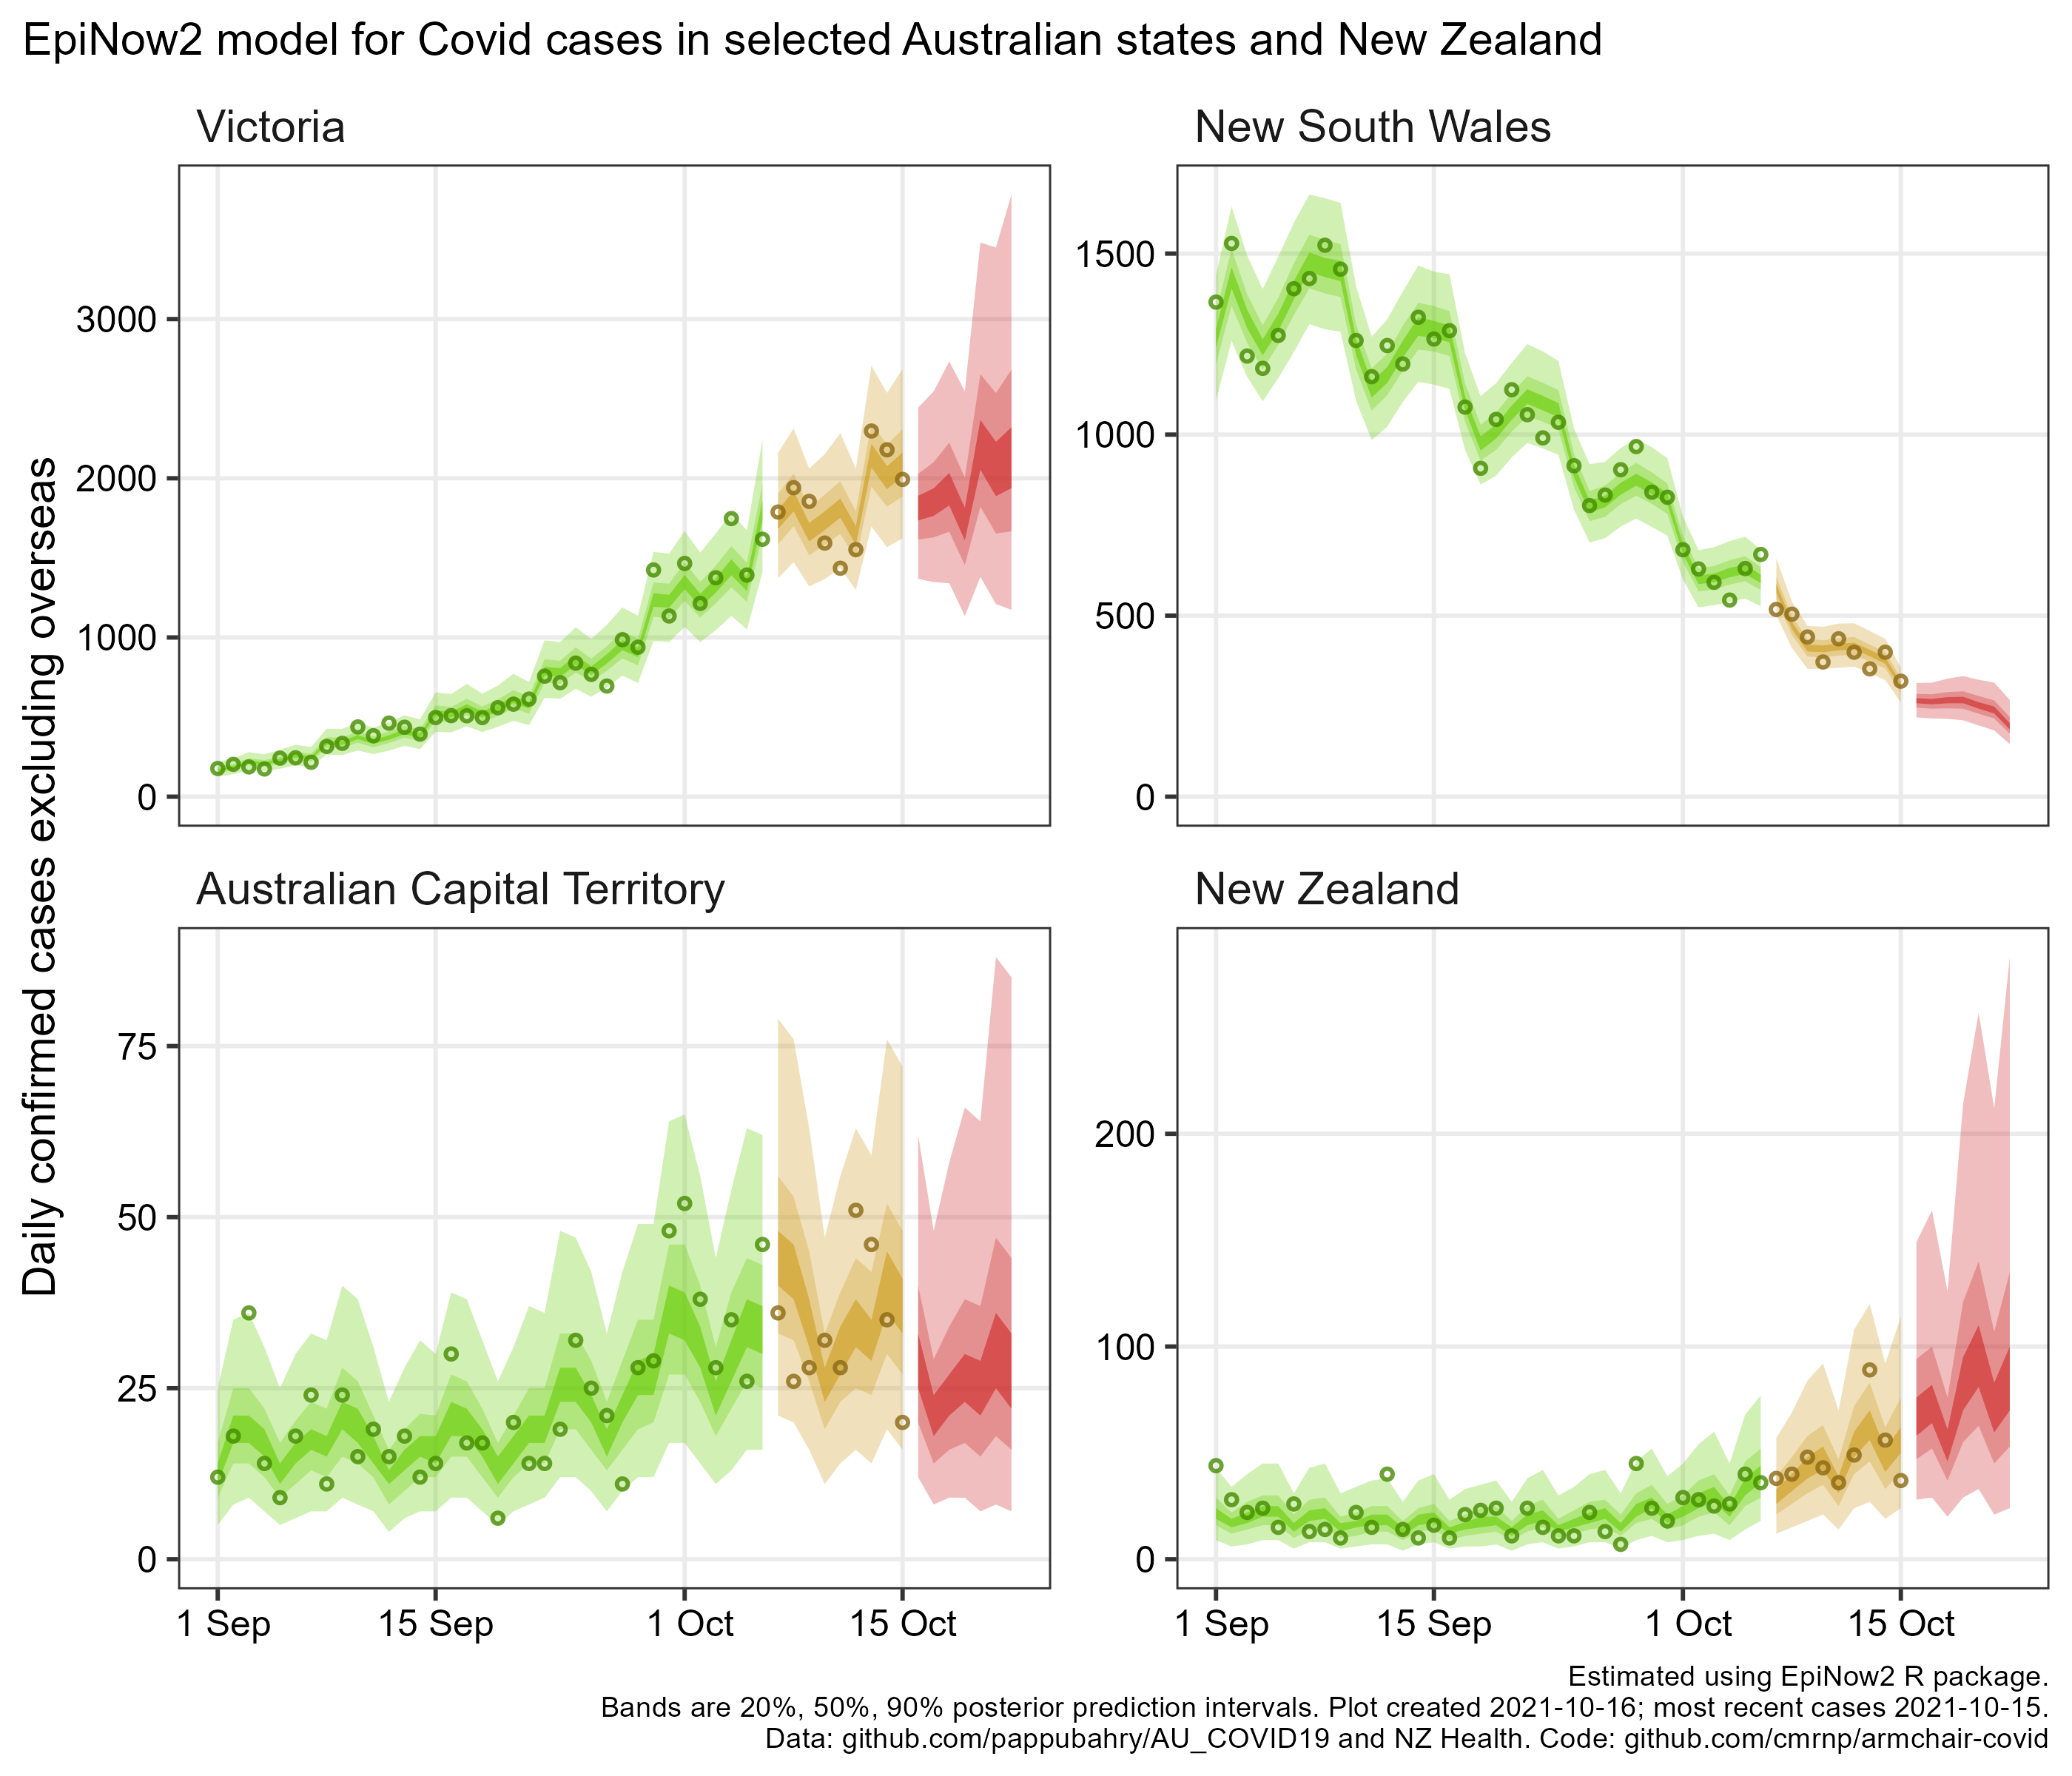 EpiNow2 model for Covid cases in selected Australian states and New Zealand
Daily confirmed cases excluding overseas
Victoria
3000
2000
1000
0
New South Wales
1500
1000
500
0
Australian Capital Territory
75
50
25
0
1 Sep
15 Sep
1 Oct
15 Oct
New Zealand
200
100
0
1 Sep
15 Sep
1 Oct
15 Oct
Estimated using EpiNow2 R package.
Bands are 20%, 50%, 90% posterior prediction intervals. Plot created 2021-10-16; most recent cases 2021-10-15.
Data: github.com/pappubahry/AU_COVID19 and NZ Health. Code: github.com/cmrnp/armchair-covid